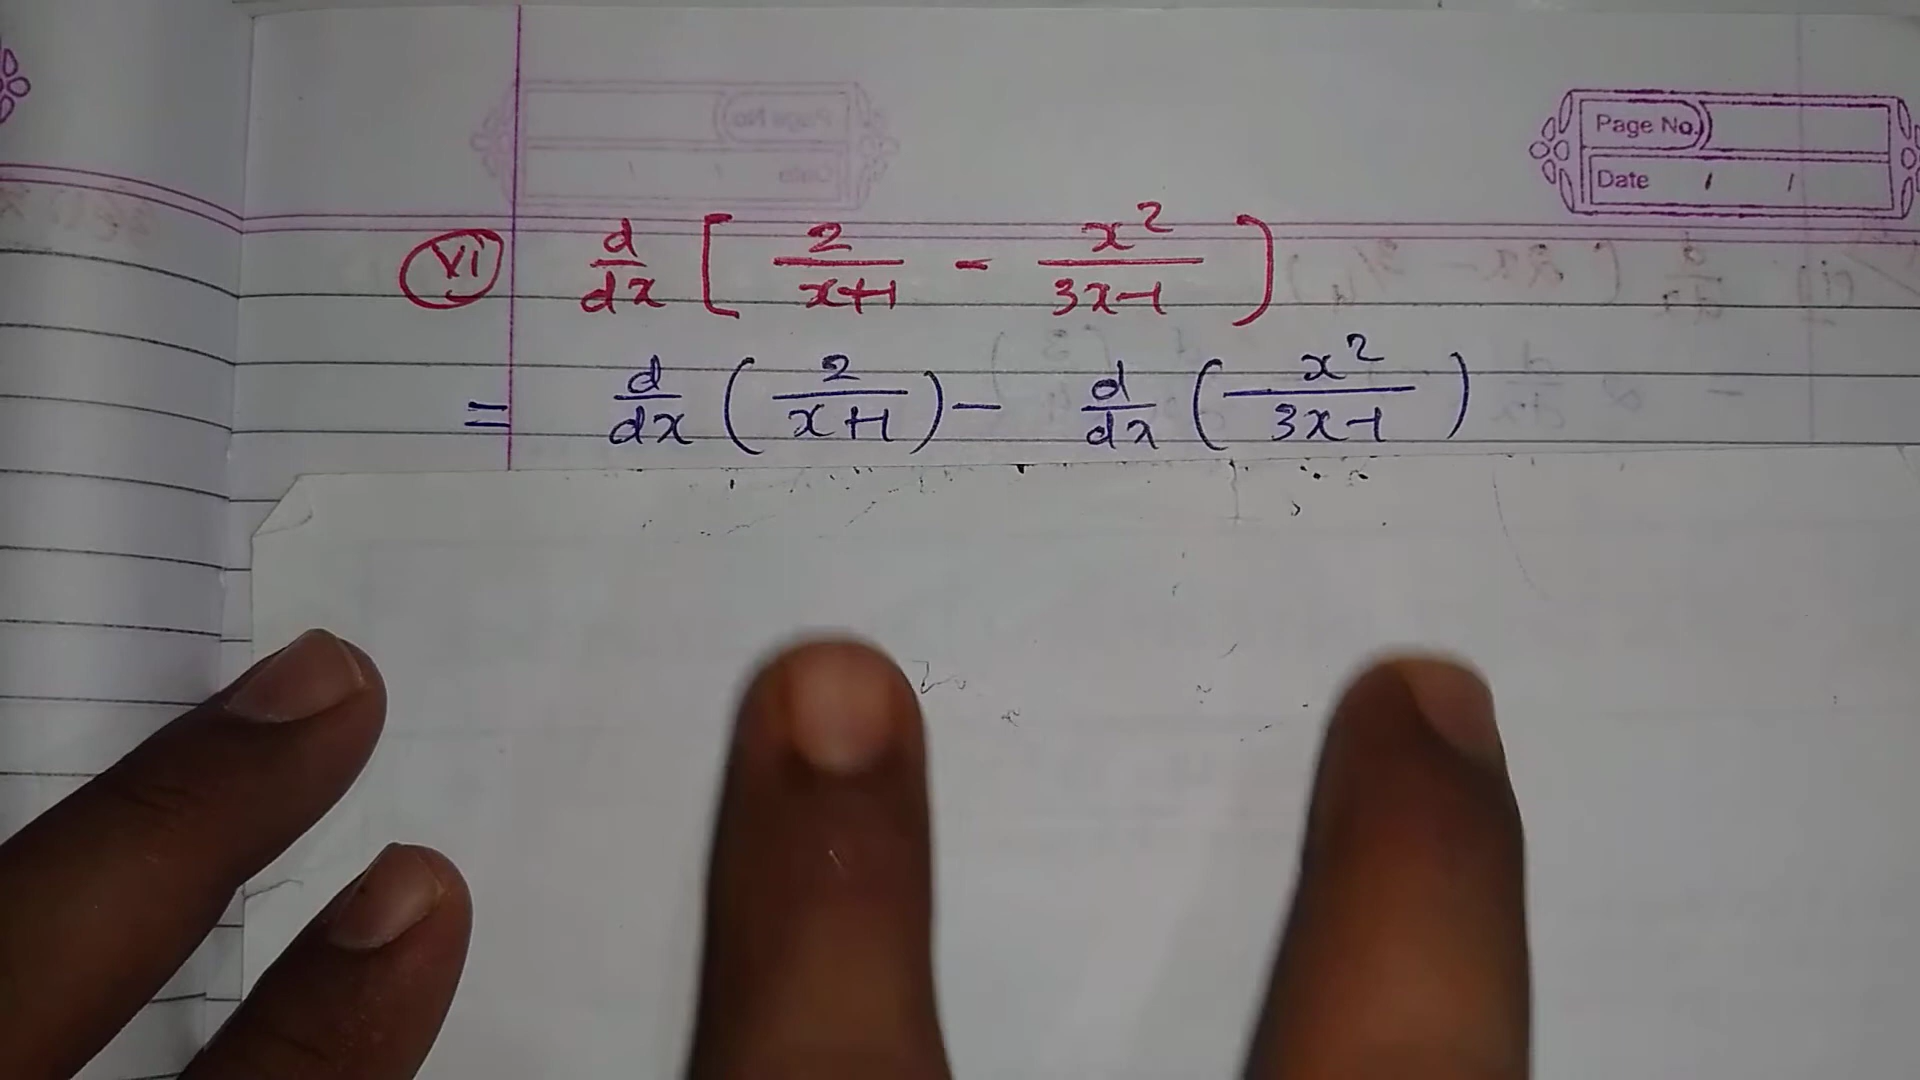 Page No.
Date / /
(vi) d/dx [ 2/(x+1) - x²/(3x-1) ]
= d/dx ( 2/(x+1) ) - d/dx ( x²/(3x-1) )